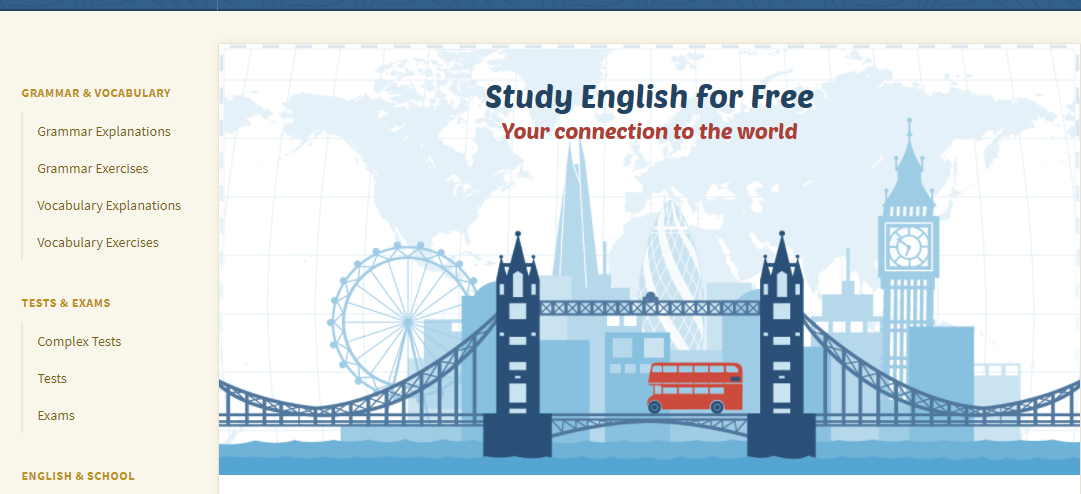 GRAMMAR & VOCABULARY
Grammar Explanations
Grammar Exercises
Vocabulary Explanations
Vocabulary Exercises
TESTS & EXAMS
Complex Tests
Tests
Exams
ENGLISH & SCHOOL
Study English for Free
Your connection to the world